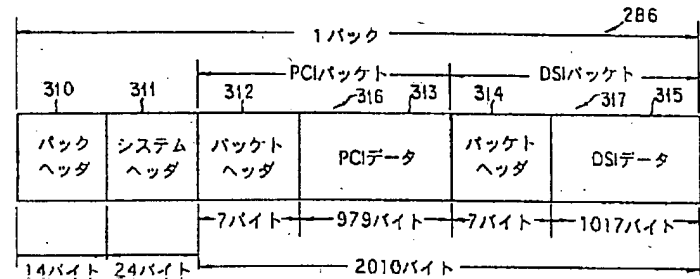 286
1パック
PCIパケット DSIパケット
310 311 312 316 313 314 317 315
パック
ヘッダ
システム
ヘッダ
パケット
ヘッダ
PCIデータ
パケット
ヘッダ
DSIデータ
7バイト 979バイト 7バイト 1017バイト
14バイト 24バイト 2010バイト